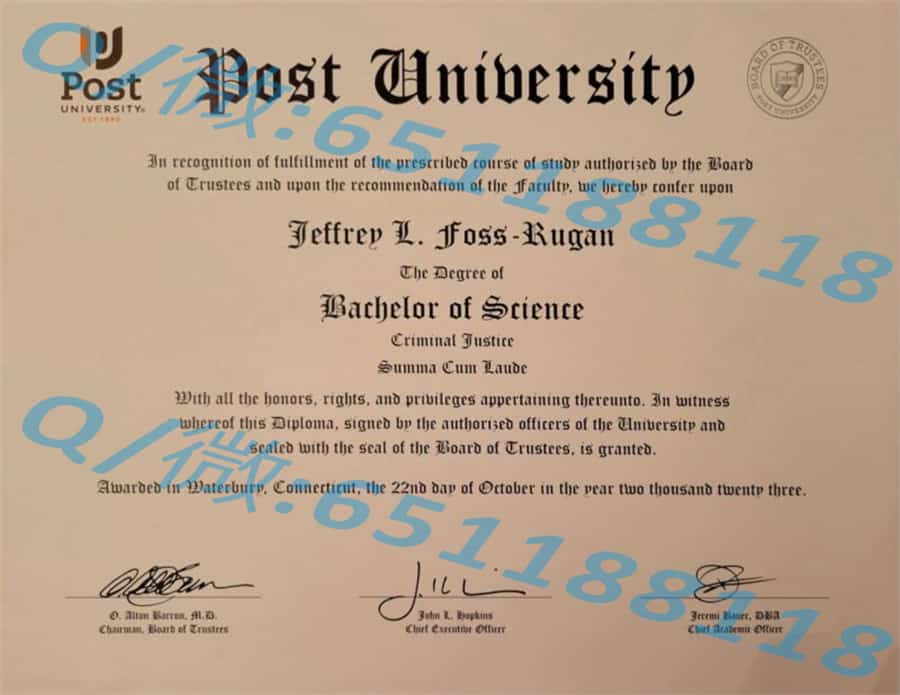 Post
UNIVERSITY®
EST 1890
Post University
BOARD OF TRUSTEES
POST UNIVERSITY
In recognition of fulfillment of the prescribed course of study authorized by the Board
of Trustees and upon the recommendation of the Faculty, we hereby confer upon
Jeffrey L. Foss-Rugan
The Degree of
Bachelor of Science
Criminal Justice
Summa Cum Laude
With all the honors, rights, and privileges appertaining thereunto. In witness
whereof this Diploma, signed by the authorized officers of the University and
sealed with the seal of the Board of Trustees, is granted.
Awarded in Waterbury, Connecticut, the 22nd day of October in the year two thousand twenty three.
O. Alton Barron, M.D.
Chairman, Board of Trustees
John L. Hopkins
Chief Executive Officer
Jeremi Bauer, DBA
Chief Academic Officer
Q/微:651188118
Q/微:651188118